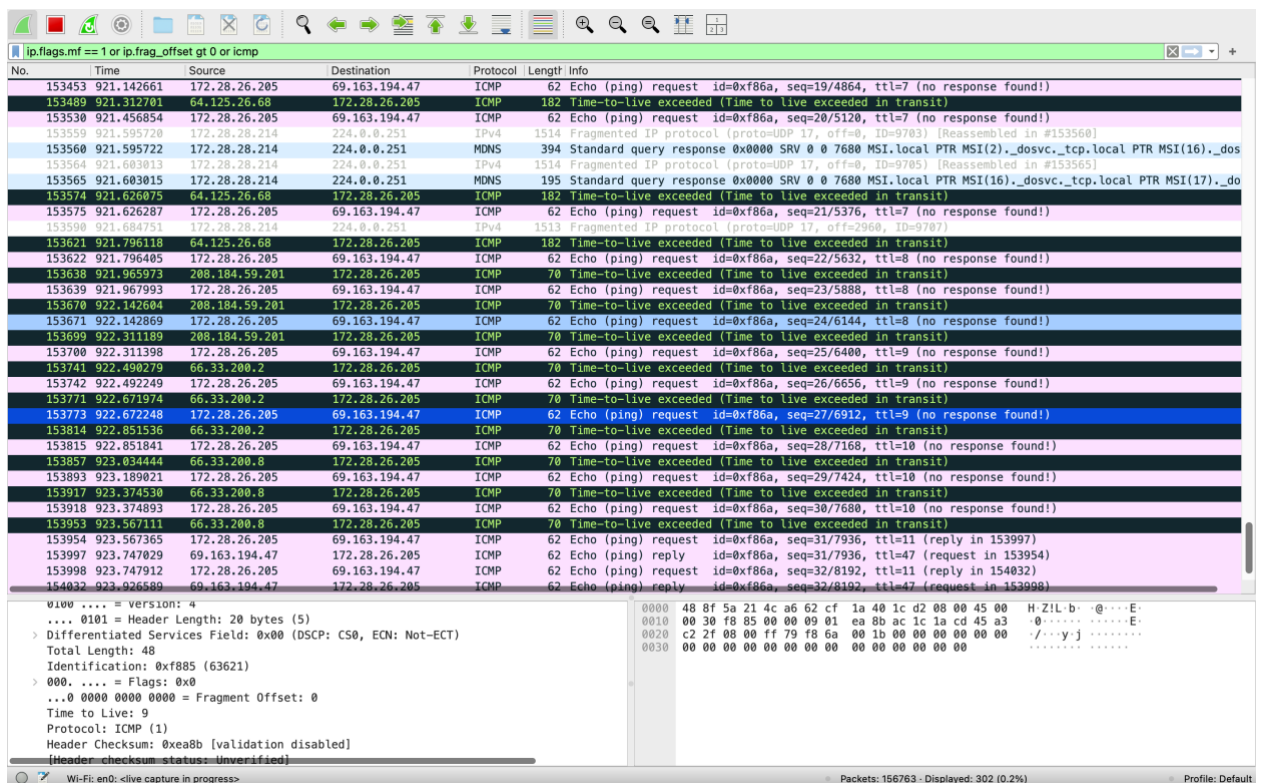 ip.flags.mf == 1 or ip.frag_offset gt 0 or icmp
No. Time Source Destination Protocol Length Info
153453 921.142661 172.28.26.205 69.163.194.47 ICMP 62 Echo (ping) request id=0xf86a, seq=19/4864, ttl=7 (no response found!)
153489 921.312701 64.125.26.68 172.28.26.205 ICMP 182 Time-to-live exceeded (Time to live exceeded in transit)
153530 921.456854 172.28.26.205 69.163.194.47 ICMP 62 Echo (ping) request id=0xf86a, seq=20/5120, ttl=7 (no response found!)
153559 921.595720 172.28.28.214 224.0.0.251 IPv4 1514 Fragmented IP protocol (proto=UDP 17, off=0, ID=9703) [Reassembled in #153560]
153560 921.595722 172.28.28.214 224.0.0.251 MDNS 394 Standard query response 0x0000 SRV 0 0 7680 MSI.local PTR MSI(2)._dosvc._tcp.local PTR MSI(16)._dos
153564 921.603013 172.28.28.214 224.0.0.251 IPv4 1514 Fragmented IP protocol (proto=UDP 17, off=0, ID=9705) [Reassembled in #153565]
153565 921.603015 172.28.28.214 224.0.0.251 MDNS 195 Standard query response 0x0000 SRV 0 0 7680 MSI.local PTR MSI(16)._dosvc._tcp.local PTR MSI(17)._do
153574 921.626075 64.125.26.68 172.28.26.205 ICMP 182 Time-to-live exceeded (Time to live exceeded in transit)
153575 921.626287 172.28.26.205 69.163.194.47 ICMP 62 Echo (ping) request id=0xf86a, seq=21/5376, ttl=7 (no response found!)
153590 921.684751 172.28.28.214 224.0.0.251 IPv4 1513 Fragmented IP protocol (proto=UDP 17, off=2960, ID=9707)
153621 921.796118 64.125.26.68 172.28.26.205 ICMP 182 Time-to-live exceeded (Time to live exceeded in transit)
153622 921.796405 172.28.26.205 69.163.194.47 ICMP 62 Echo (ping) request id=0xf86a, seq=22/5632, ttl=8 (no response found!)
153638 921.965973 208.184.59.201 172.28.26.205 ICMP 70 Time-to-live exceeded (Time to live exceeded in transit)
153639 921.967993 172.28.26.205 69.163.194.47 ICMP 62 Echo (ping) request id=0xf86a, seq=23/5888, ttl=8 (no response found!)
153670 922.142604 208.184.59.201 172.28.26.205 ICMP 70 Time-to-live exceeded (Time to live exceeded in transit)
153671 922.142869 172.28.26.205 69.163.194.47 ICMP 62 Echo (ping) request id=0xf86a, seq=24/6144, ttl=8 (no response found!)
153699 922.311189 208.184.59.201 172.28.26.205 ICMP 70 Time-to-live exceeded (Time to live exceeded in transit)
153700 922.311398 172.28.26.205 69.163.194.47 ICMP 62 Echo (ping) request id=0xf86a, seq=25/6400, ttl=9 (no response found!)
153741 922.490279 66.33.200.2 172.28.26.205 ICMP 70 Time-to-live exceeded (Time to live exceeded in transit)
153742 922.492249 172.28.26.205 69.163.194.47 ICMP 62 Echo (ping) request id=0xf86a, seq=26/6656, ttl=9 (no response found!)
153771 922.671974 66.33.200.2 172.28.26.205 ICMP 70 Time-to-live exceeded (Time to live exceeded in transit)
153773 922.672248 172.28.26.205 69.163.194.47 ICMP 62 Echo (ping) request id=0xf86a, seq=27/6912, ttl=9 (no response found!)
153814 922.851536 66.33.200.2 172.28.26.205 ICMP 70 Time-to-live exceeded (Time to live exceeded in transit)
153815 922.851841 172.28.26.205 69.163.194.47 ICMP 62 Echo (ping) request id=0xf86a, seq=28/7168, ttl=10 (no response found!)
153857 923.034444 66.33.200.8 172.28.26.205 ICMP 70 Time-to-live exceeded (Time to live exceeded in transit)
153893 923.189021 172.28.26.205 69.163.194.47 ICMP 62 Echo (ping) request id=0xf86a, seq=29/7424, ttl=10 (no response found!)
153917 923.374530 66.33.200.8 172.28.26.205 ICMP 70 Time-to-live exceeded (Time to live exceeded in transit)
153918 923.374893 172.28.26.205 69.163.194.47 ICMP 62 Echo (ping) request id=0xf86a, seq=30/7680, ttl=10 (no response found!)
153953 923.567111 66.33.200.8 172.28.26.205 ICMP 70 Time-to-live exceeded (Time to live exceeded in transit)
153954 923.567365 172.28.26.205 69.163.194.47 ICMP 62 Echo (ping) request id=0xf86a, seq=31/7936, ttl=11 (reply in 153997)
153997 923.747029 69.163.194.47 172.28.26.205 ICMP 62 Echo (ping) reply id=0xf86a, seq=31/7936, ttl=47 (request in 153954)
153998 923.747912 172.28.26.205 69.163.194.47 ICMP 62 Echo (ping) request id=0xf86a, seq=32/8192, ttl=11 (reply in 154032)
154032 923.926589 69.163.194.47 172.28.26.205 ICMP 62 Echo (ping) reply id=0xf86a, seq=32/8192, ttl=47 (request in 153998)
0100 .... = Version: 4
.... 0101 = Header Length: 20 bytes (5)
Differentiated Services Field: 0x00 (DSCP: CS0, ECN: Not-ECT)
Total Length: 48
Identification: 0xf885 (63621)
000. .... = Flags: 0x0
...0 0000 0000 0000 = Fragment Offset: 0
Time to Live: 9
Protocol: ICMP (1)
Header Checksum: 0xea8b [validation disabled]
[Header checksum status: Unverified]
0000 48 8f 5a 21 4c a6 62 cf 1a 40 1c d2 08 00 45 00 H·Z!L·b· ·@····E·
0010 00 30 f8 85 00 00 09 01 ea 8b ac 1c 1a cd 45 a3 ·0······ ······E·
0020 c2 2f 08 00 ff 79 f8 6a 00 1b 00 00 00 00 00 00 ·/···y·j ········
0030 00 00 00 00 00 00 00 00 00 00 00 00 00 00 ········ ······
Wi-Fi: en0: <live capture in progress>
Packets: 156763 · Displayed: 302 (0.2%)
Profile: Default